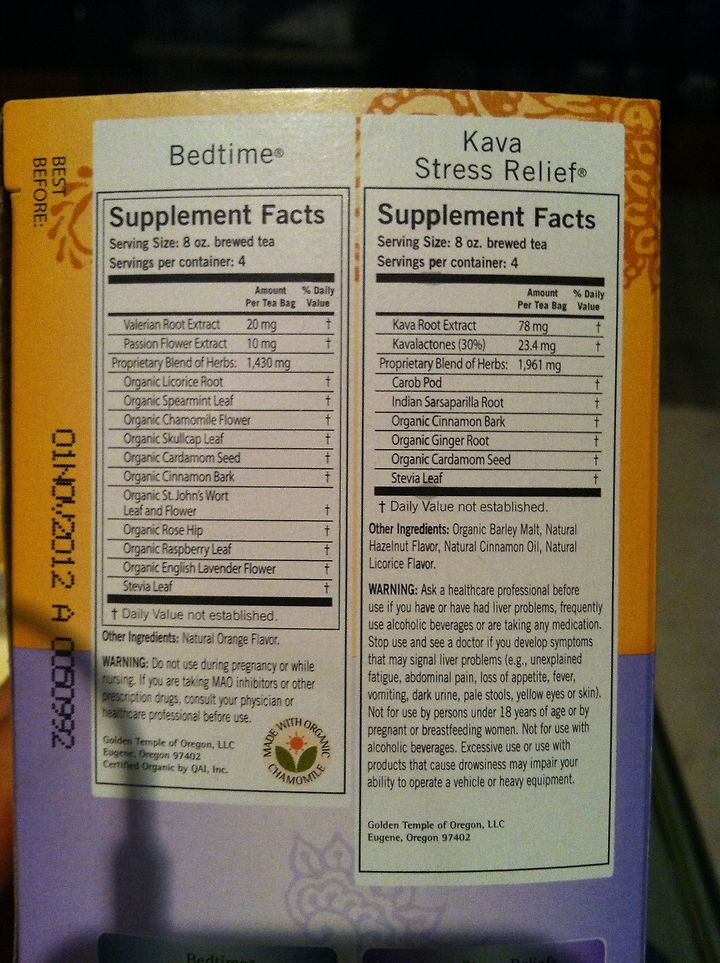 BEST
BEFORE:
01NOV2012 A
Bedtime®
Supplement Facts
Serving Size: 8 oz. brewed tea
Servings per container: 4
Amount % Daily
Per Tea Bag Value
Valerian Root Extract 20 mg †
Passion Flower Extract 10 mg †
Proprietary Blend of Herbs: 1,430 mg
Organic Licorice Root †
Organic Spearmint Leaf †
Organic Chamomile Flower †
Organic Skullcap Leaf †
Organic Cardamom Seed †
Organic Cinnamon Bark †
Organic St. John's Wort
Leaf and Flower †
Organic Rose Hip †
Organic Raspberry Leaf †
Organic English Lavender Flower †
Stevia Leaf †
† Daily Value not established.
Other Ingredients: Natural Orange Flavor.
WARNING: Do not use during pregnancy or while
nursing. If you are taking MAO inhibitors or other
prescription drugs, consult your physician or
healthcare professional before use.
Golden Temple of Oregon, LLC
Eugene, Oregon 97402
Certified Organic by QAI, Inc.
MADE WITH ORGANIC
CHAMOMILE
Kava
Stress Relief®
Supplement Facts
Serving Size: 8 oz. brewed tea
Servings per container: 4
Amount % Daily
Per Tea Bag Value
Kava Root Extract 78 mg †
Kavalactones (30%) 23.4 mg †
Proprietary Blend of Herbs: 1,961 mg
Carob Pod †
Indian Sarsaparilla Root †
Organic Cinnamon Bark †
Organic Ginger Root †
Organic Cardamom Seed †
Stevia Leaf †
† Daily Value not established.
Other Ingredients: Organic Barley Malt, Natural
Hazelnut Flavor, Natural Cinnamon Oil, Natural
Licorice Flavor.
WARNING: Ask a healthcare professional before
use if you have or have had liver problems, frequently
use alcoholic beverages or are taking any medication.
Stop use and see a doctor if you develop symptoms
that may signal liver problems (e.g., unexplained
fatigue, abdominal pain, loss of appetite, fever,
vomiting, dark urine, pale stools, yellow eyes or skin).
Not for use by persons under 18 years of age or by
pregnant or breastfeeding women. Not for use with
alcoholic beverages. Excessive use or use with
products that cause drowsiness may impair your
ability to operate a vehicle or heavy equipment.
Golden Temple of Oregon, LLC
Eugene, Oregon 97402
Bedtime®